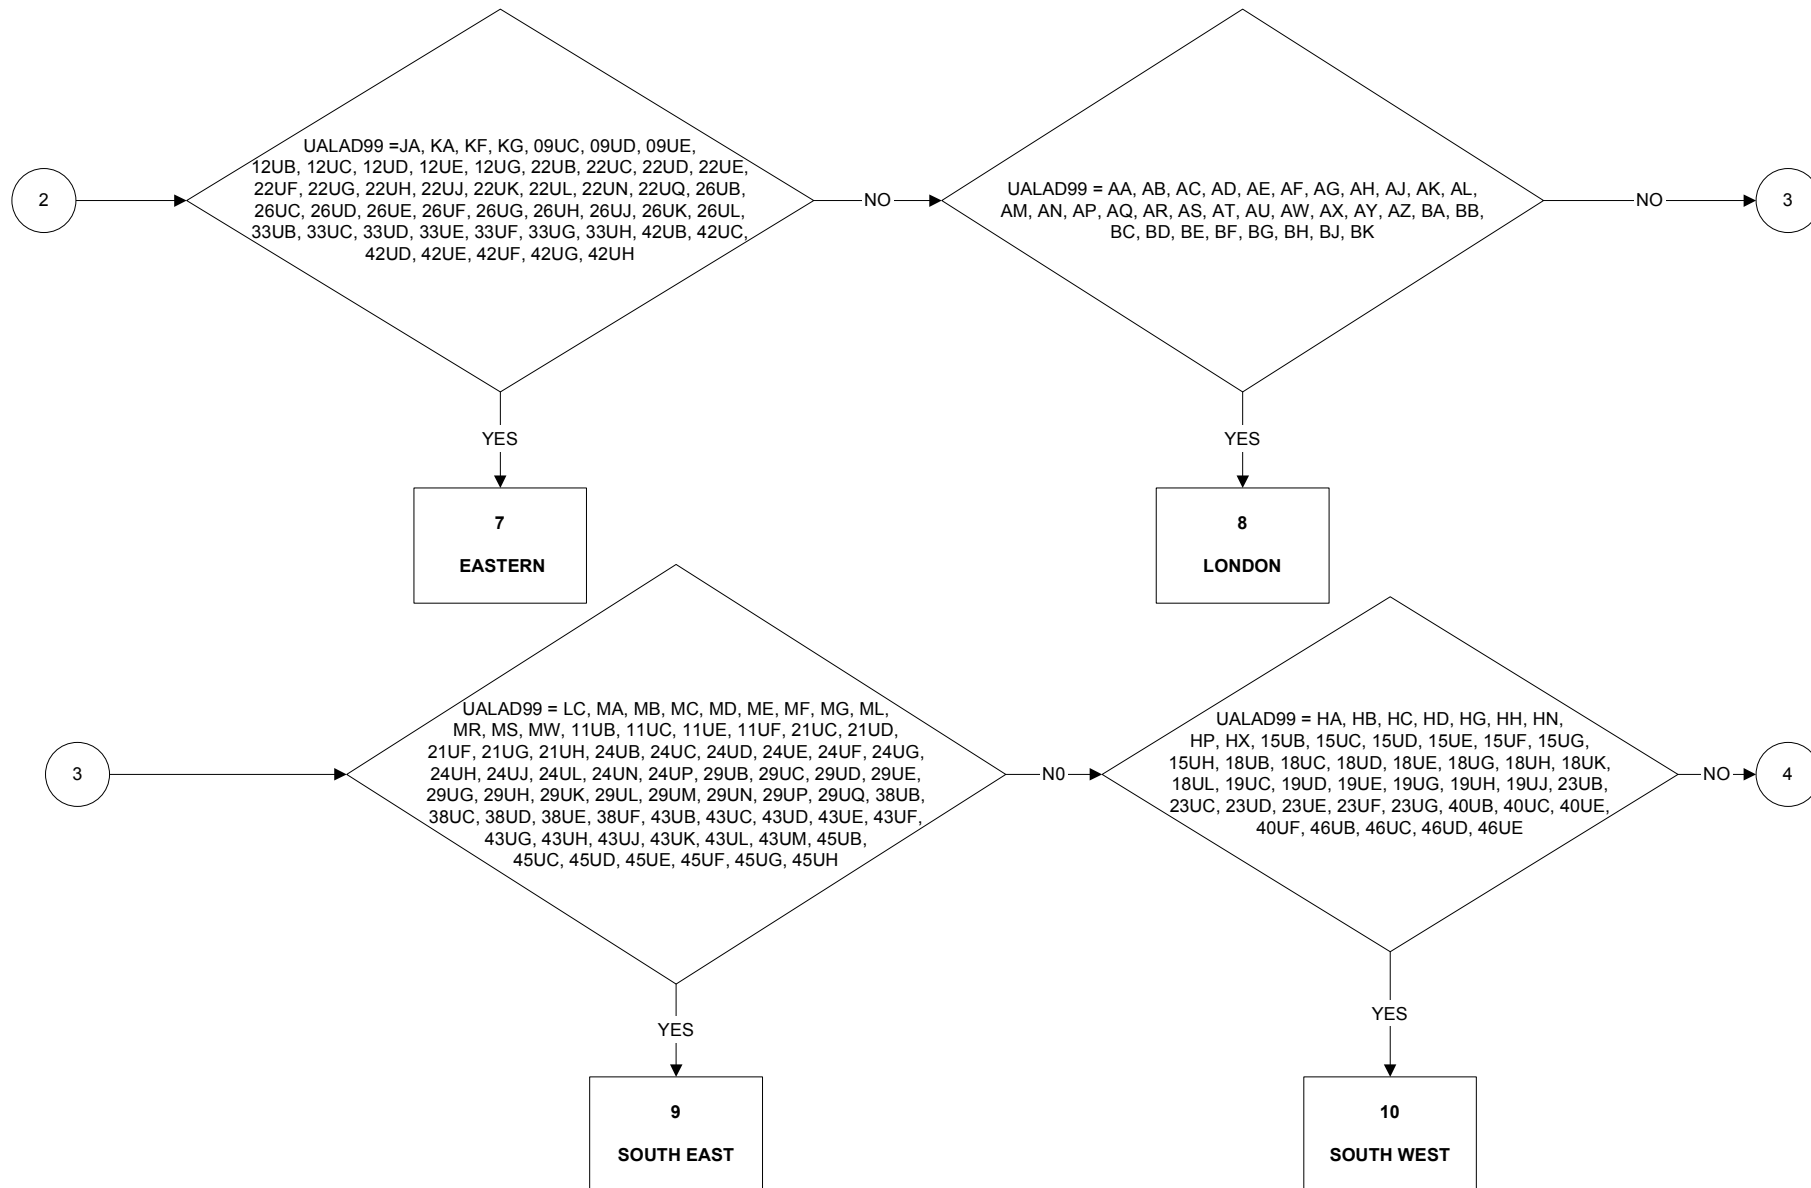 2
UALAD99 =JA, KA, KF, KG, 09UC, 09UD, 09UE,
12UB, 12UC, 12UD, 12UE, 12UG, 22UB, 22UC, 22UD, 22UE,
22UF, 22UG, 22UH, 22UJ, 22UK, 22UL, 22UN, 22UQ, 26UB,
26UC, 26UD, 26UE, 26UF, 26UG, 26UH, 26UJ, 26UK, 26UL,
33UB, 33UC, 33UD, 33UE, 33UF, 33UG, 33UH, 42UB, 42UC,
42UD, 42UE, 42UF, 42UG, 42UH
NO
UALAD99 = AA, AB, AC, AD, AE, AF, AG, AH, AJ, AK, AL,
AM, AN, AP, AQ, AR, AS, AT, AU, AW, AX, AY, AZ, BA, BB,
BC, BD, BE, BF, BG, BH, BJ, BK
NO
3
YES
YES
7
EASTERN
8
LONDON
3
UALAD99 = LC, MA, MB, MC, MD, ME, MF, MG, ML,
MR, MS, MW, 11UB, 11UC, 11UE, 11UF, 21UC, 21UD,
21UF, 21UG, 21UH, 24UB, 24UC, 24UD, 24UE, 24UF, 24UG,
24UH, 24UJ, 24UL, 24UN, 24UP, 29UB, 29UC, 29UD, 29UE,
29UG, 29UH, 29UK, 29UL, 29UM, 29UN, 29UP, 29UQ, 38UB,
38UC, 38UD, 38UE, 38UF, 43UB, 43UC, 43UD, 43UE, 43UF,
43UG, 43UH, 43UJ, 43UK, 43UL, 43UM, 45UB,
45UC, 45UD, 45UE, 45UF, 45UG, 45UH
N0
UALAD99 = HA, HB, HC, HD, HG, HH, HN,
HP, HX, 15UB, 15UC, 15UD, 15UE, 15UF, 15UG,
15UH, 18UB, 18UC, 18UD, 18UE, 18UG, 18UH, 18UK,
18UL, 19UC, 19UD, 19UE, 19UG, 19UH, 19UJ, 23UB,
23UC, 23UD, 23UE, 23UF, 23UG, 40UB, 40UC, 40UE,
40UF, 46UB, 46UC, 46UD, 46UE
NO
4
YES
YES
9
SOUTH EAST
10
SOUTH WEST